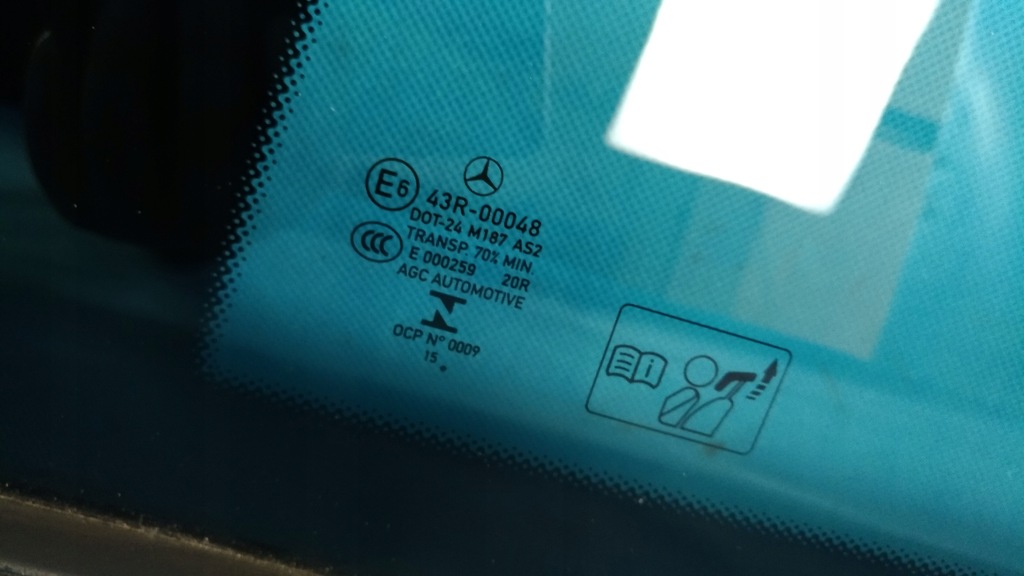 E6
43R-00048
DOT-24 M187 AS2
CCC
TRANSP. 70% MIN.
E 000259 20R
AGC AUTOMOTIVE
OCP N° 0009
15.
i